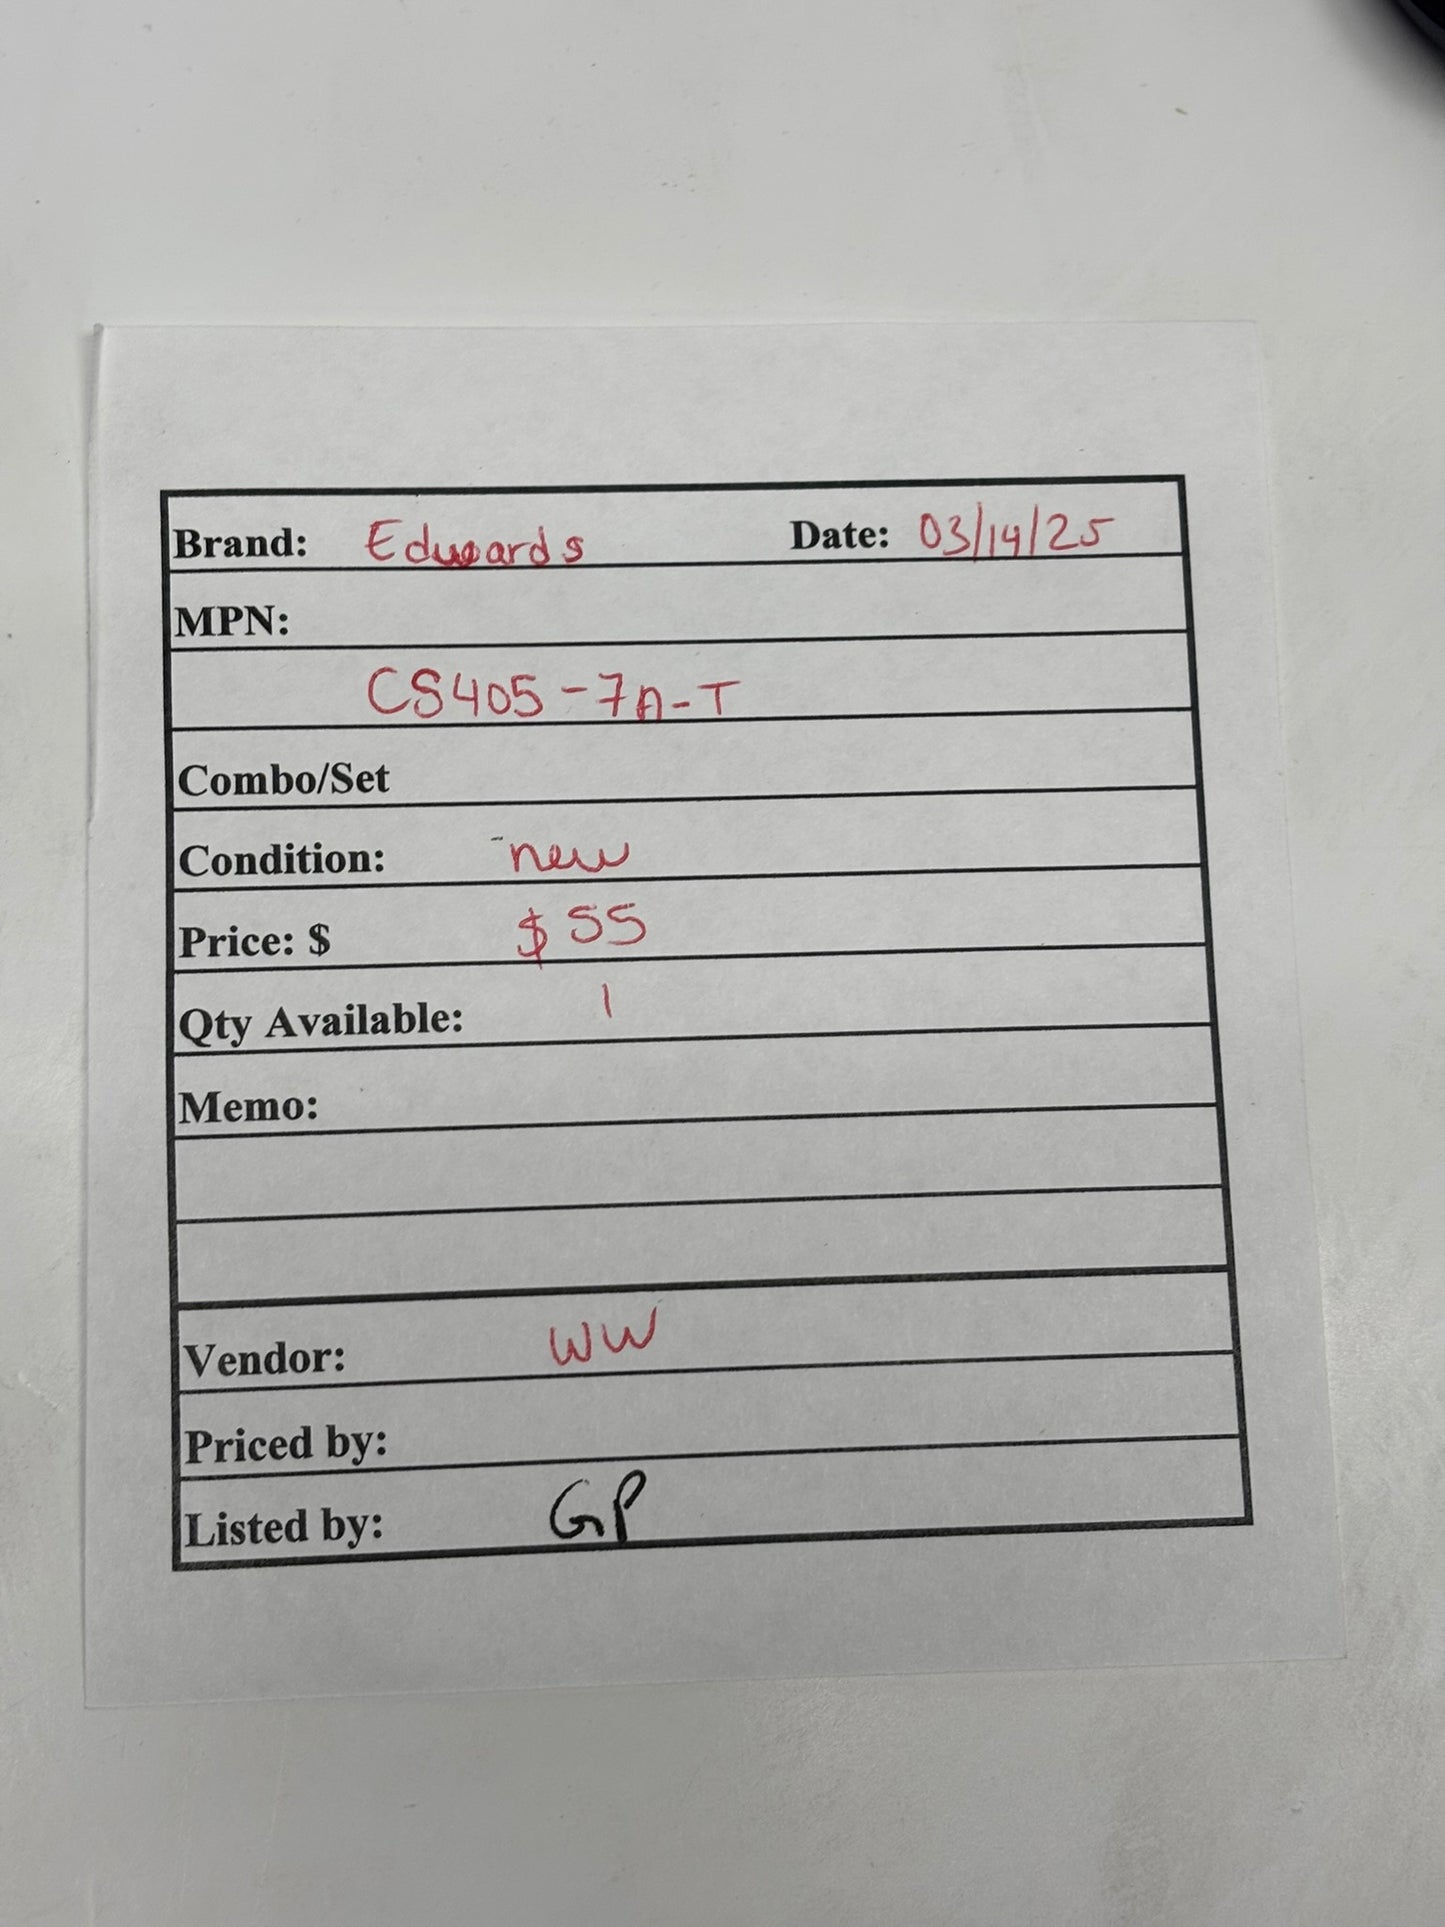 Brand: Edwards Date: 03/14/25
MPN:
CS405-7A-T
Combo/Set
Condition: new
Price: $ $55
Qty Available: 1
Memo:
Vendor: WW
Priced by:
Listed by: GP